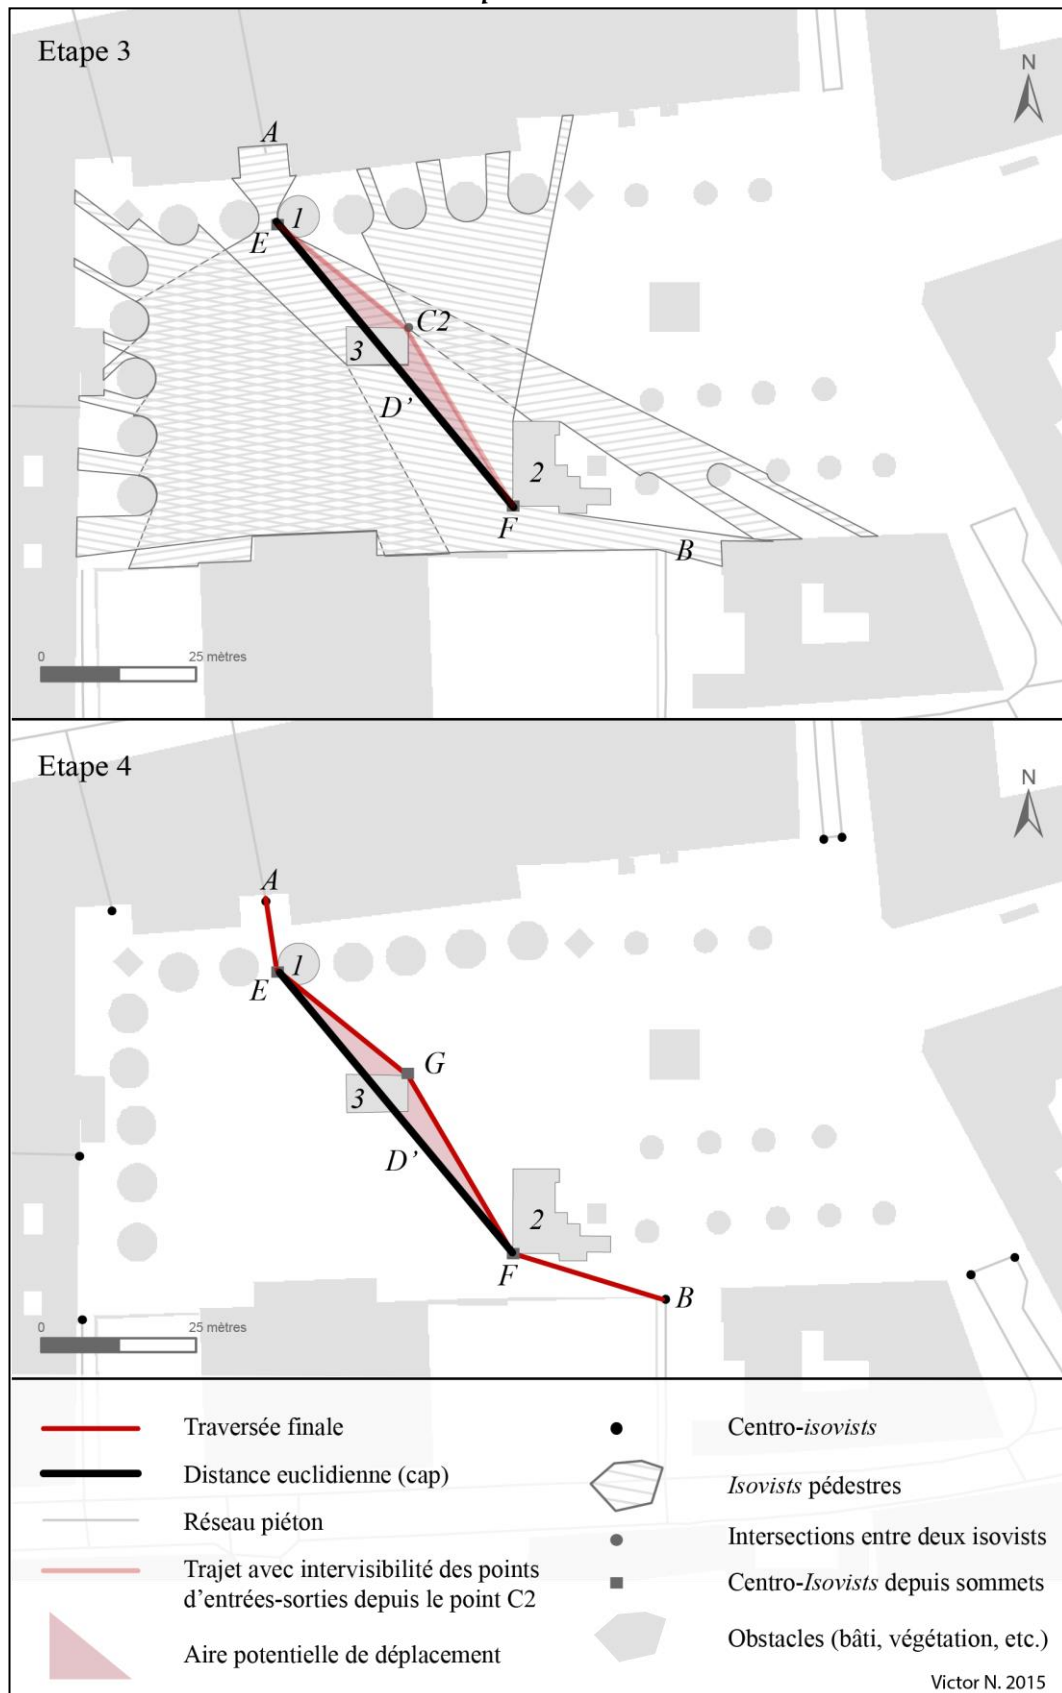 Etape 3
N
A
1
E
C2
3
D’
2
F
B
0 25 mètres
Etape 4
N
A
1
E
G
3
D’
2
F
B
0 25 mètres
Traversée finale
Distance euclidienne (cap)
Réseau piéton
Trajet avec intervisibilité des points
d’entrées-sorties depuis le point C2
Aire potentielle de déplacement
Centro-isovists
Isovists pédestres
Intersections entre deux isovists
Centro-Isovists depuis sommets
Obstacles (bâti, végétation, etc.)
Victor N. 2015